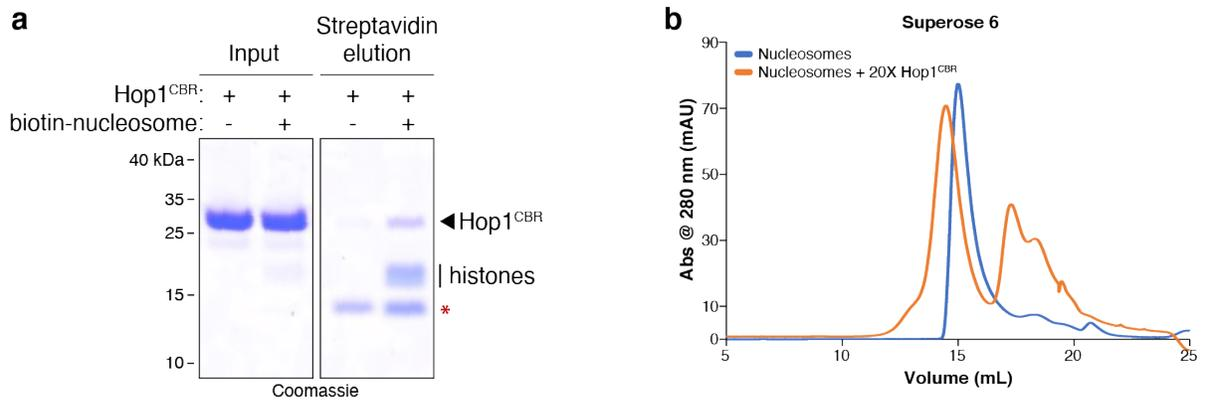 a
Input
Streptavidin
elution
Hop1CBR: + + + +
biotin-nucleosome: - + - +
40 kDa
35
25
15
10
Hop1CBR
histones
*
Coomassie
b
Superose 6
Nucleosomes
Nucleosomes + 20X Hop1CBR
Abs @ 280 nm (mAU)
90
70
50
30
10
0
5 10 15 20 25
Volume (mL)